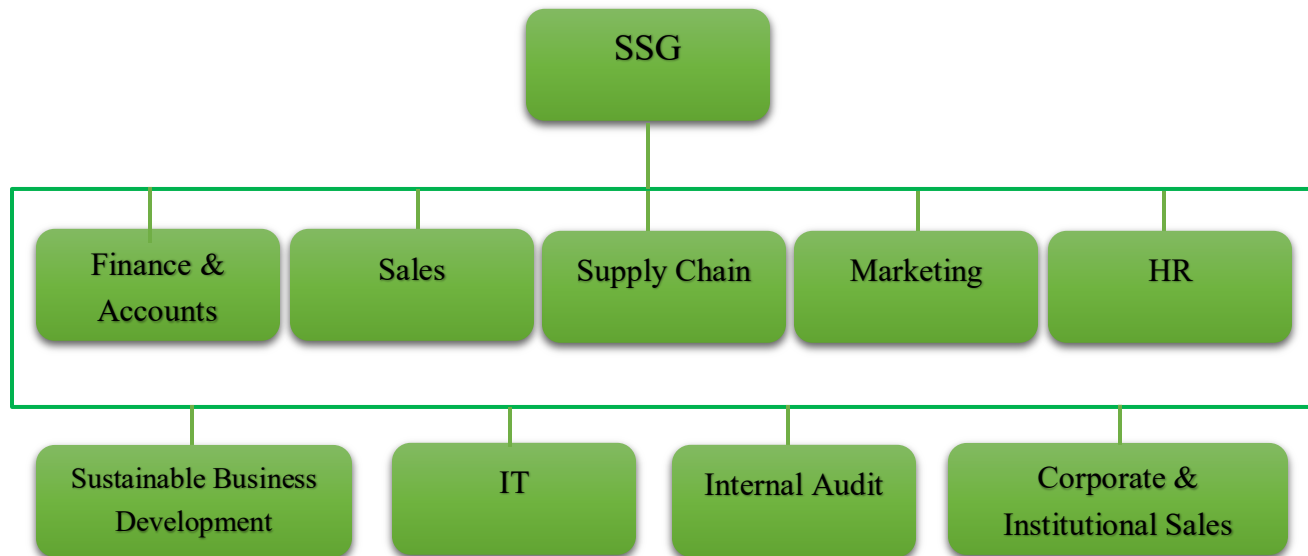 SSG
Finance &
Accounts
Sales
Supply Chain
Marketing
HR
Sustainable Business
Development
IT
Internal Audit
Corporate &
Institutional Sales